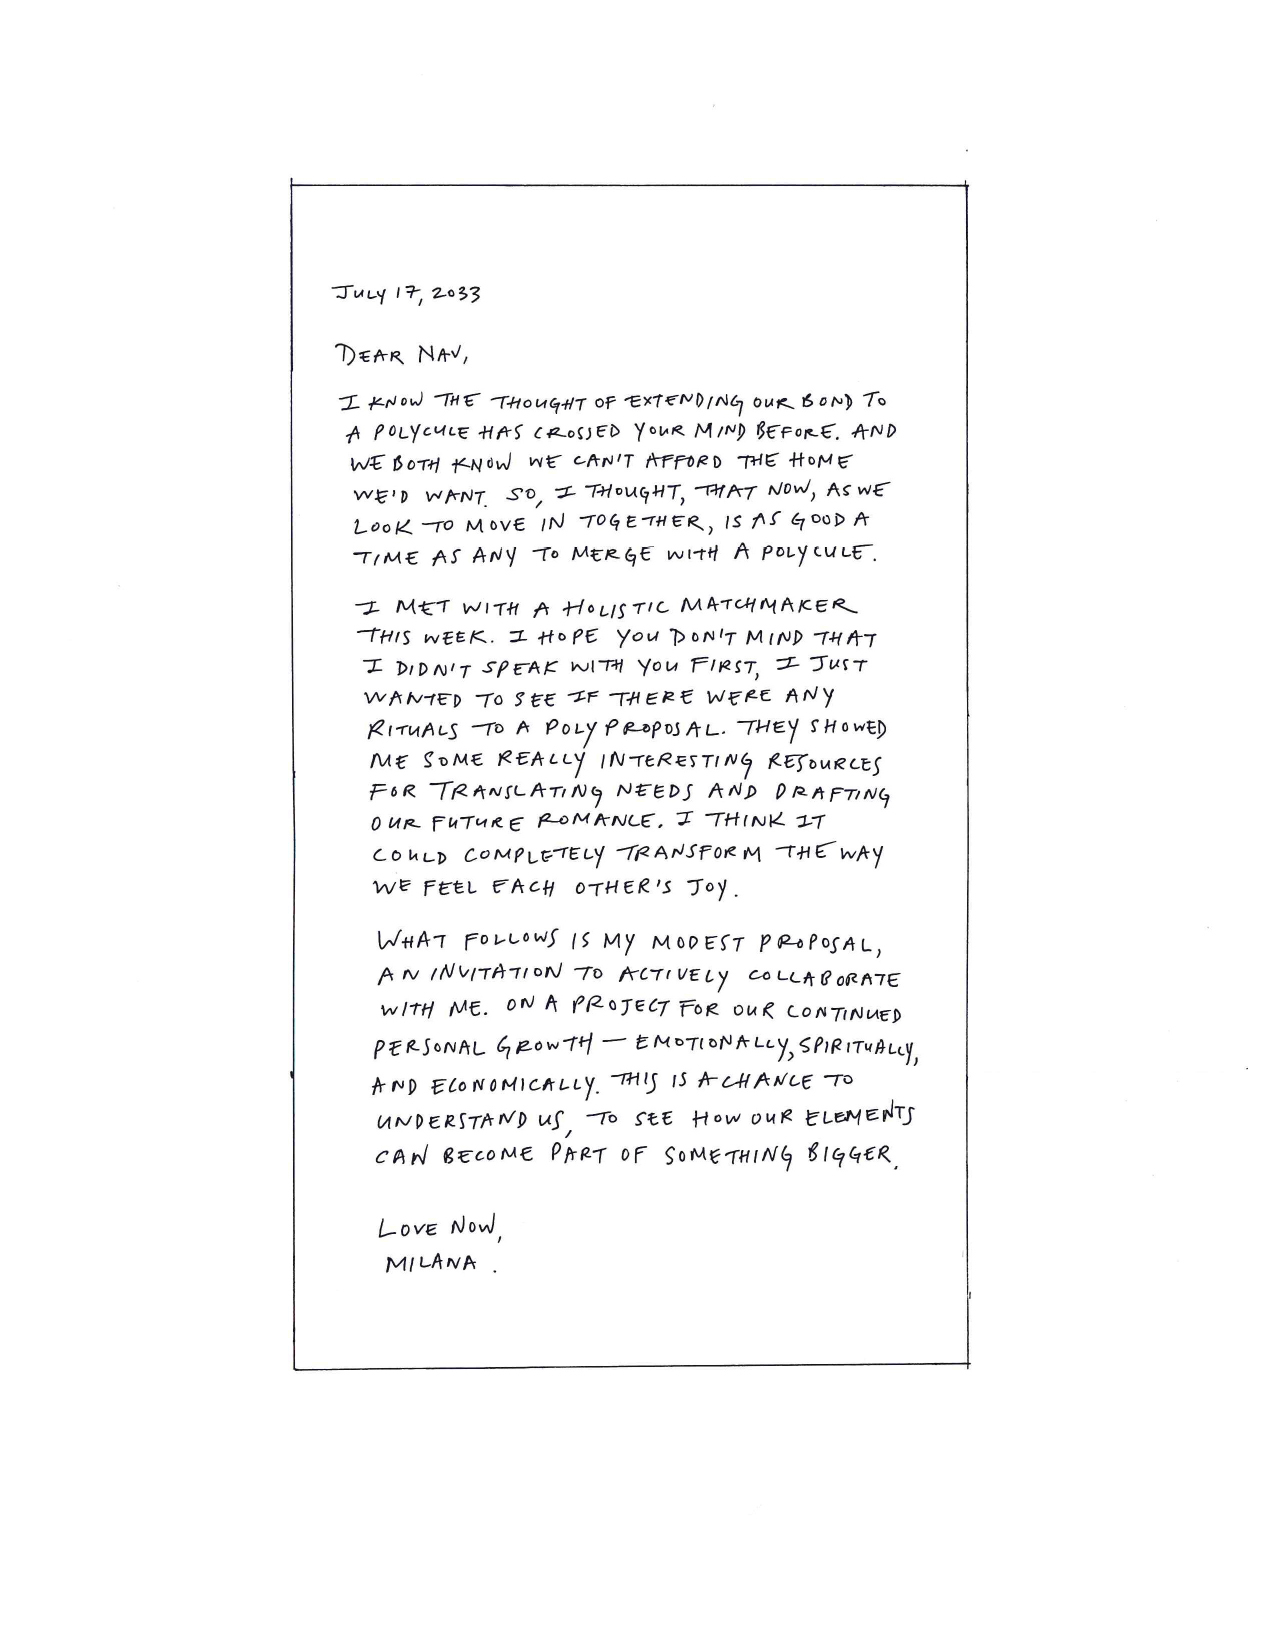 JULY 17, 2033
DEAR NAV,
I KNOW THE THOUGHT OF EXTENDING OUR BOND TO
A POLYCULE HAS CROSSED YOUR MIND BEFORE. AND
WE BOTH KNOW WE CAN'T AFFORD THE HOME
WE'D WANT. SO, I THOUGHT, THAT NOW, AS WE
LOOK TO MOVE IN TOGETHER, IS AS GOOD A
TIME AS ANY TO MERGE WITH A POLYCULE.
I MET WITH A HOLISTIC MATCHMAKER
THIS WEEK. I HOPE YOU DON'T MIND THAT
I DIDN'T SPEAK WITH YOU FIRST, I JUST
WANTED TO SEE IF THERE WERE ANY
RITUALS TO A POLY PROPOSAL. THEY SHOWED
ME SOME REALLY INTERESTING RESOURCES
FOR TRANSLATING NEEDS AND DRAFTING
OUR FUTURE ROMANCE. I THINK IT
COULD COMPLETELY TRANSFORM THE WAY
WE FEEL EACH OTHER'S JOY.
WHAT FOLLOWS IS MY MODEST PROPOSAL,
AN INVITATION TO ACTIVELY COLLABORATE
WITH ME. ON A PROJECT FOR OUR CONTINUED
PERSONAL GROWTH — EMOTIONALLY, SPIRITUALLY,
AND ECONOMICALLY. THIS IS A CHANCE TO
UNDERSTAND US, TO SEE HOW OUR ELEMENTS
CAN BECOME PART OF SOMETHING BIGGER.
LOVE NOW,
MILANA.